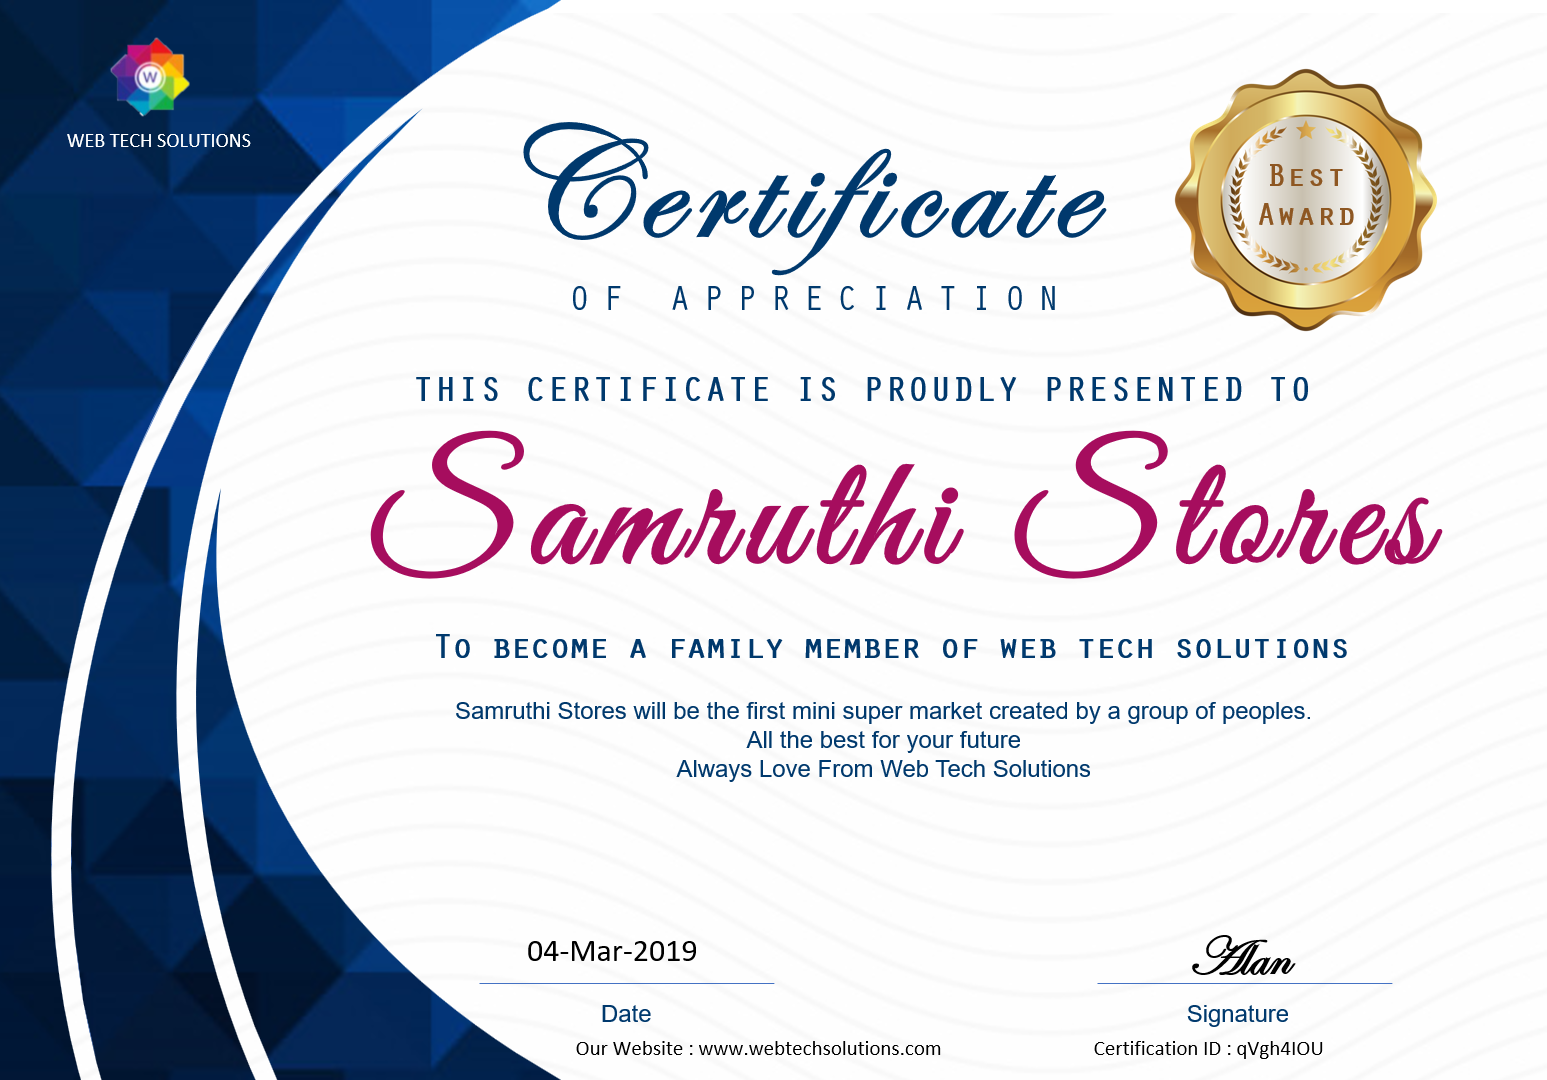 W
WEB TECH SOLUTIONS
Certificate
OF APPRECIATION
BEST
AWARD
THIS CERTIFICATE IS PROUDLY PRESENTED TO
Samruthi Stores
TO BECOME A FAMILY MEMBER OF WEB TECH SOLUTIONS
Samruthi Stores will be the first mini super market created by a group of peoples.
All the best for your future
Always Love From Web Tech Solutions
04-Mar-2019
Alan
Date
Signature
Our Website : www.webtechsolutions.com
Certification ID : qVgh4IOU